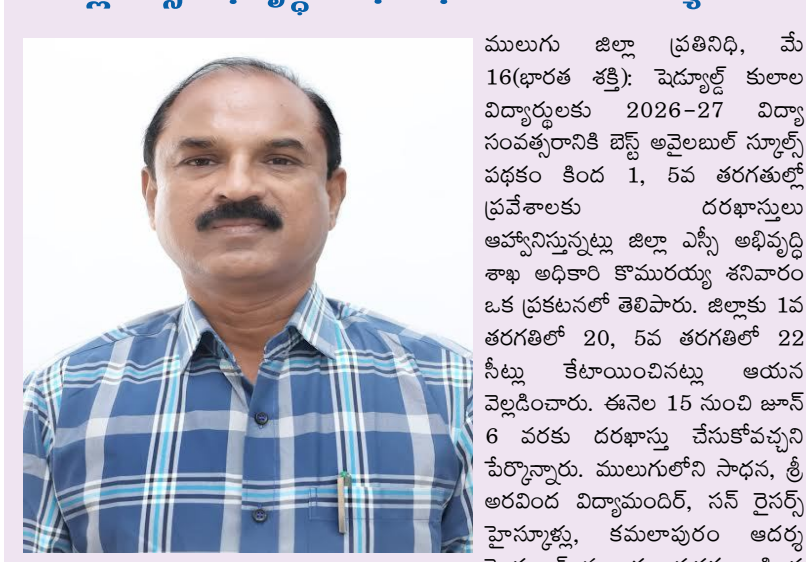 ములుగు జిల్లా ప్రతినిధి, మే
16(భారత శక్తి): షెడ్యూల్డ్ కులాల
విద్యార్థులకు 2026-27 విద్యా
సంవత్సరానికి బెస్ట్ అవైలబుల్ స్కూల్స్
పథకం కింద 1, 5వ తరగతుల్లో
ప్రవేశాలకు దరఖాస్తులు
ఆహ్వానిస్తున్నట్లు జిల్లా ఎస్సీ అభివృద్ధి
శాఖ అధికారి కొమురయ్య శనివారం
ఒక ప్రకటనలో తెలిపారు. జిల్లాకు 1వ
తరగతిలో 20, 5వ తరగతిలో 22
సీట్లు కేటాయించినట్లు ఆయన
వెల్లడించారు. ఈనెల 15 నుంచి జూన్
6 వరకు దరఖాస్తు చేసుకోవచ్చని
పేర్కొన్నారు. ములుగులోని సాధన, శ్రీ
అరవింద విద్యామందిర్, సన్ రైసర్స్
హైస్కూళ్లు, కమలాపురం ఆదర్శ